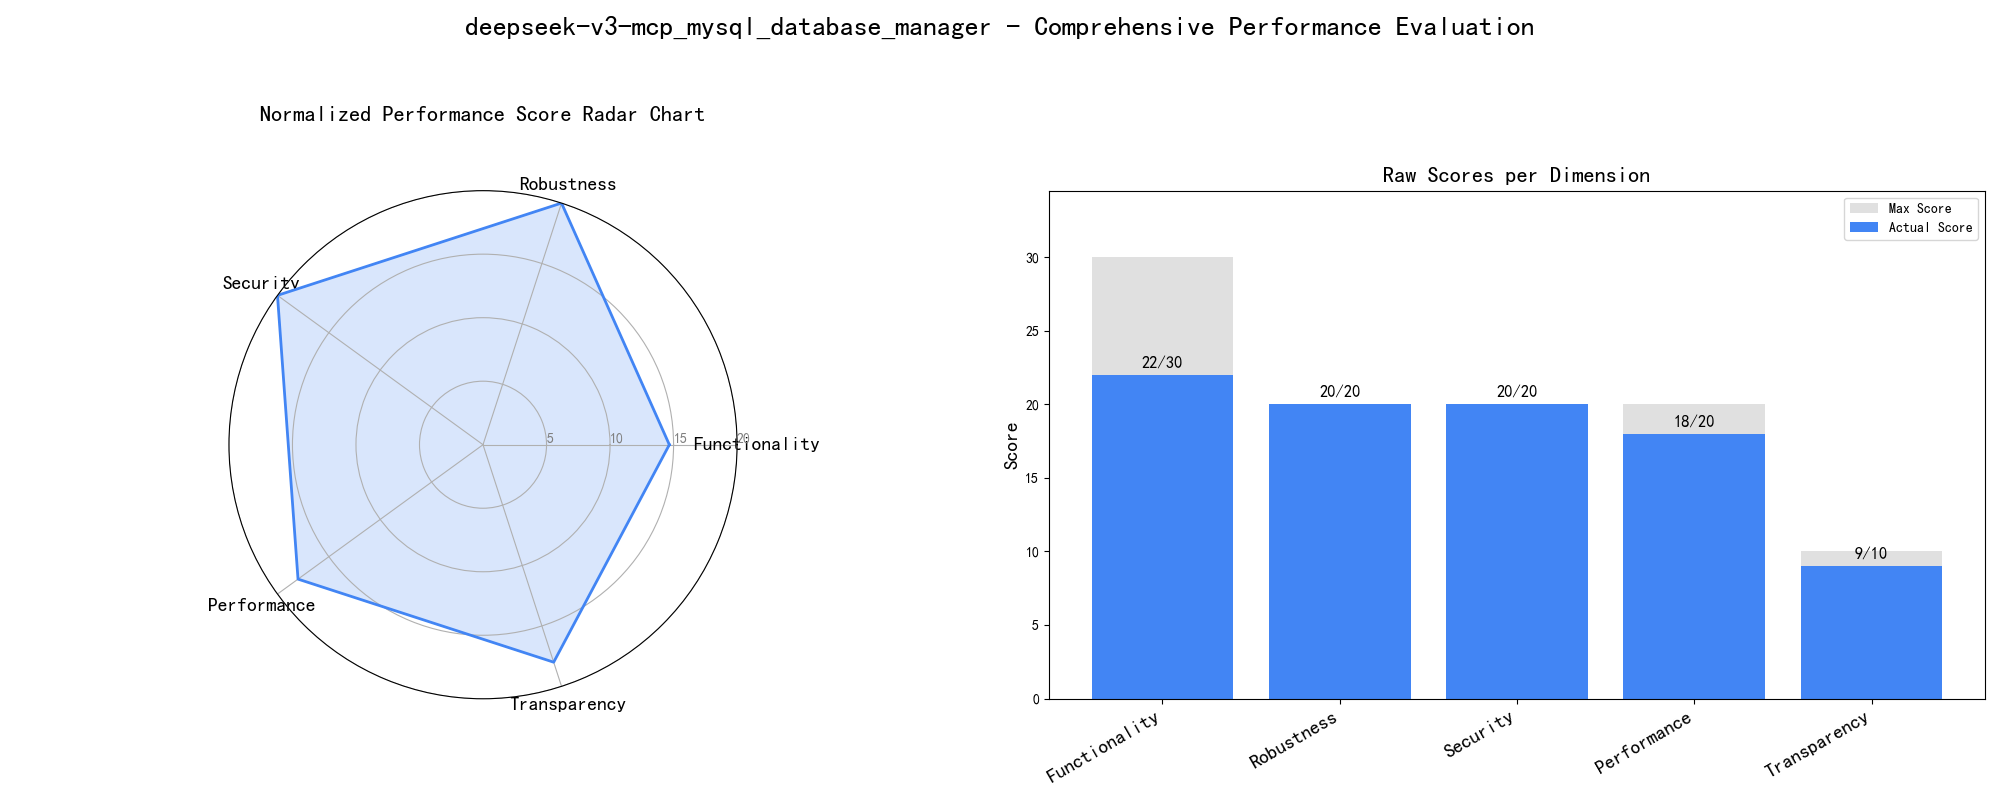 deepseek-v3-mcp_mysql_database_manager - Comprehensive Performance Evaluation
Normalized Performance Score Radar Chart
Robustness
Security
Functionality
Performance
Transparency
5
10
15
20
Raw Scores per Dimension
Max Score
Actual Score
Score
30
25
20
15
10
5
0
22/30
20/20
20/20
18/20
9/10
Functionality
Robustness
Security
Performance
Transparency